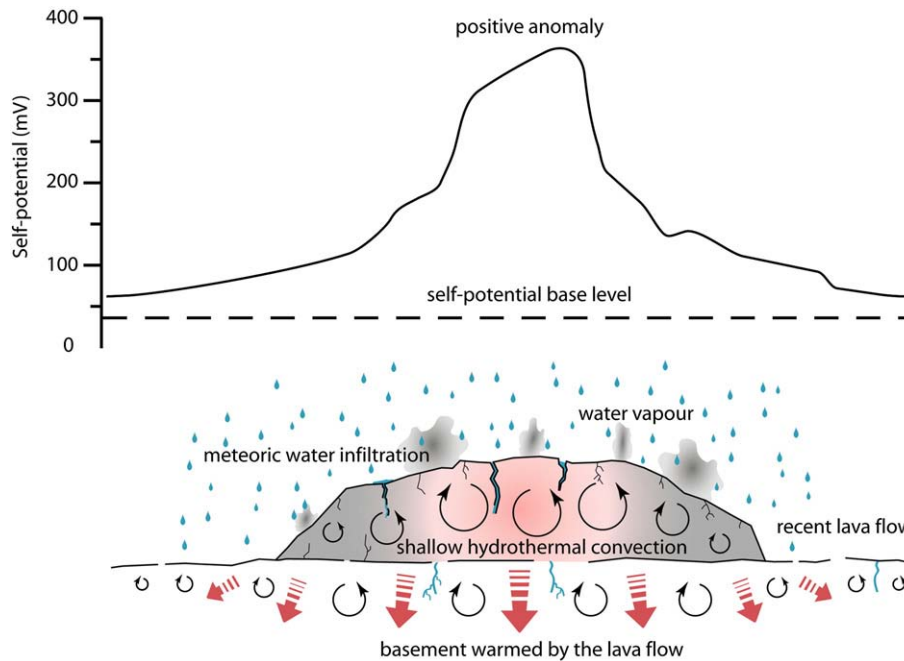 400
positive anomaly
300
Self-potential (mV)
200
100
self-potential base level
0
water vapour
meteoric water infiltration
recent lava flow
shallow hydrothermal convection
basement warmed by the lava flow